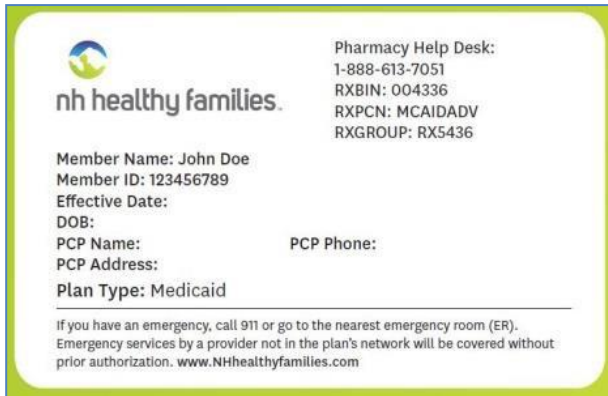 nh healthy families™
Pharmacy Help Desk:
1-888-613-7051
RXBIN: 004336
RXPCN: MCAIDADV
RXGROUP: RX5436
Member Name: John Doe
Member ID: 123456789
Effective Date:
DOB:
PCP Name: PCP Phone:
PCP Address:
Plan Type: Medicaid
If you have an emergency, call 911 or go to the nearest emergency room (ER).
Emergency services by a provider not in the plan's network will be covered without
prior authorization. www.NHhealthyfamilies.com